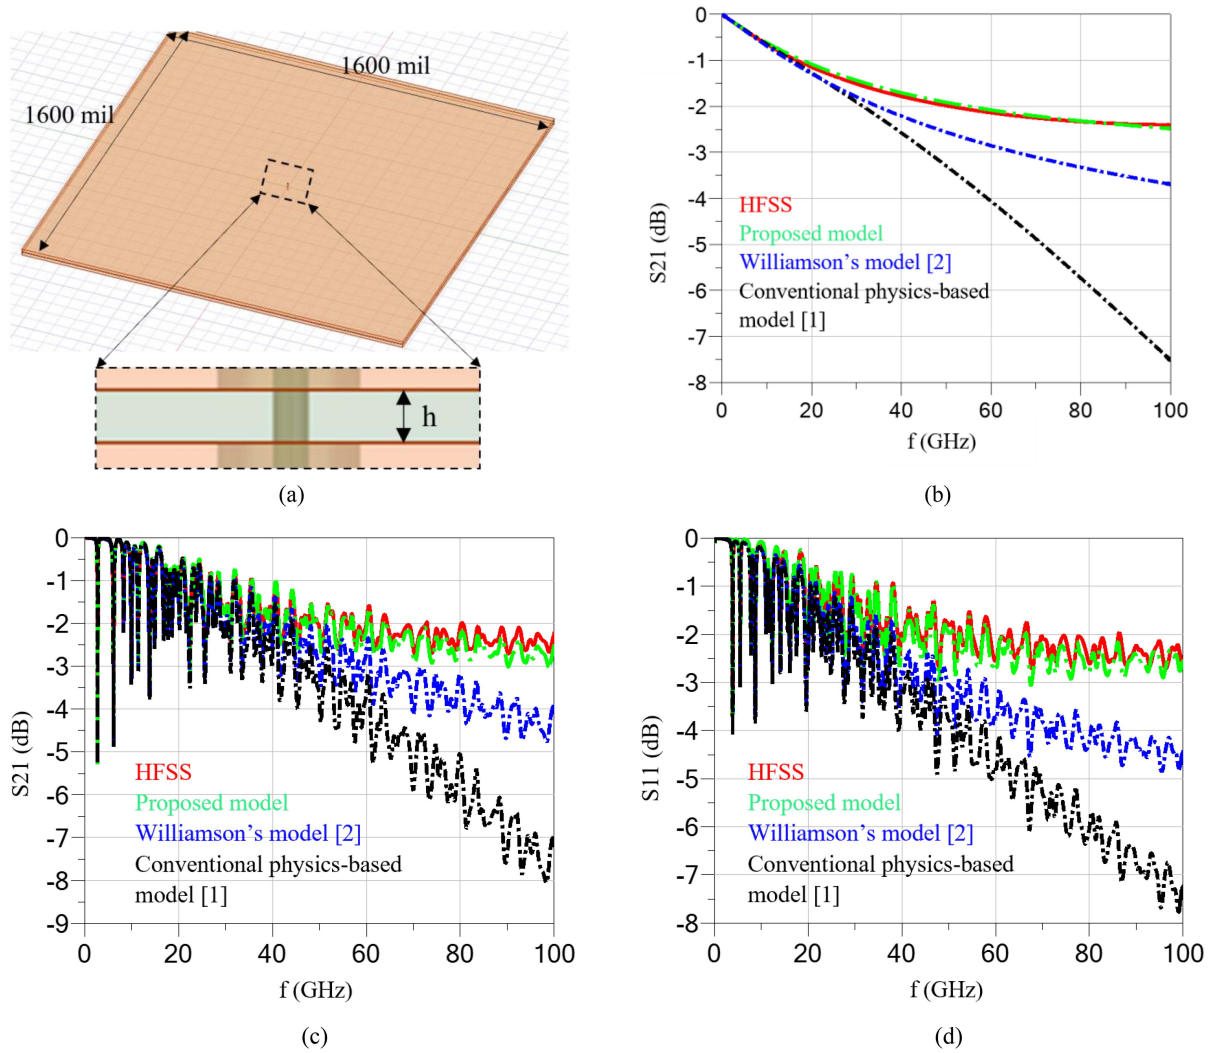 1600 mil
1600 mil
h
(a)
0
-1
-2
-3
-4
-5
-6
-7
-8
S21 (dB)
HFSS
Proposed model
Williamson's model [2]
Conventional physics-based
model [1]
0
20
40
60
80
100
f (GHz)
(b)
0
-1
-2
-3
-4
-5
-6
-7
-8
-9
S21 (dB)
HFSS
Proposed model
Williamson's model [2]
Conventional physics-based
model [1]
0
20
40
60
80
100
f (GHz)
(c)
0
-1
-2
-3
-4
-5
-6
-7
-8
S11 (dB)
HFSS
Proposed model
Williamson's model [2]
Conventional physics-based
model [1]
0
20
40
60
80
100
f (GHz)
(d)